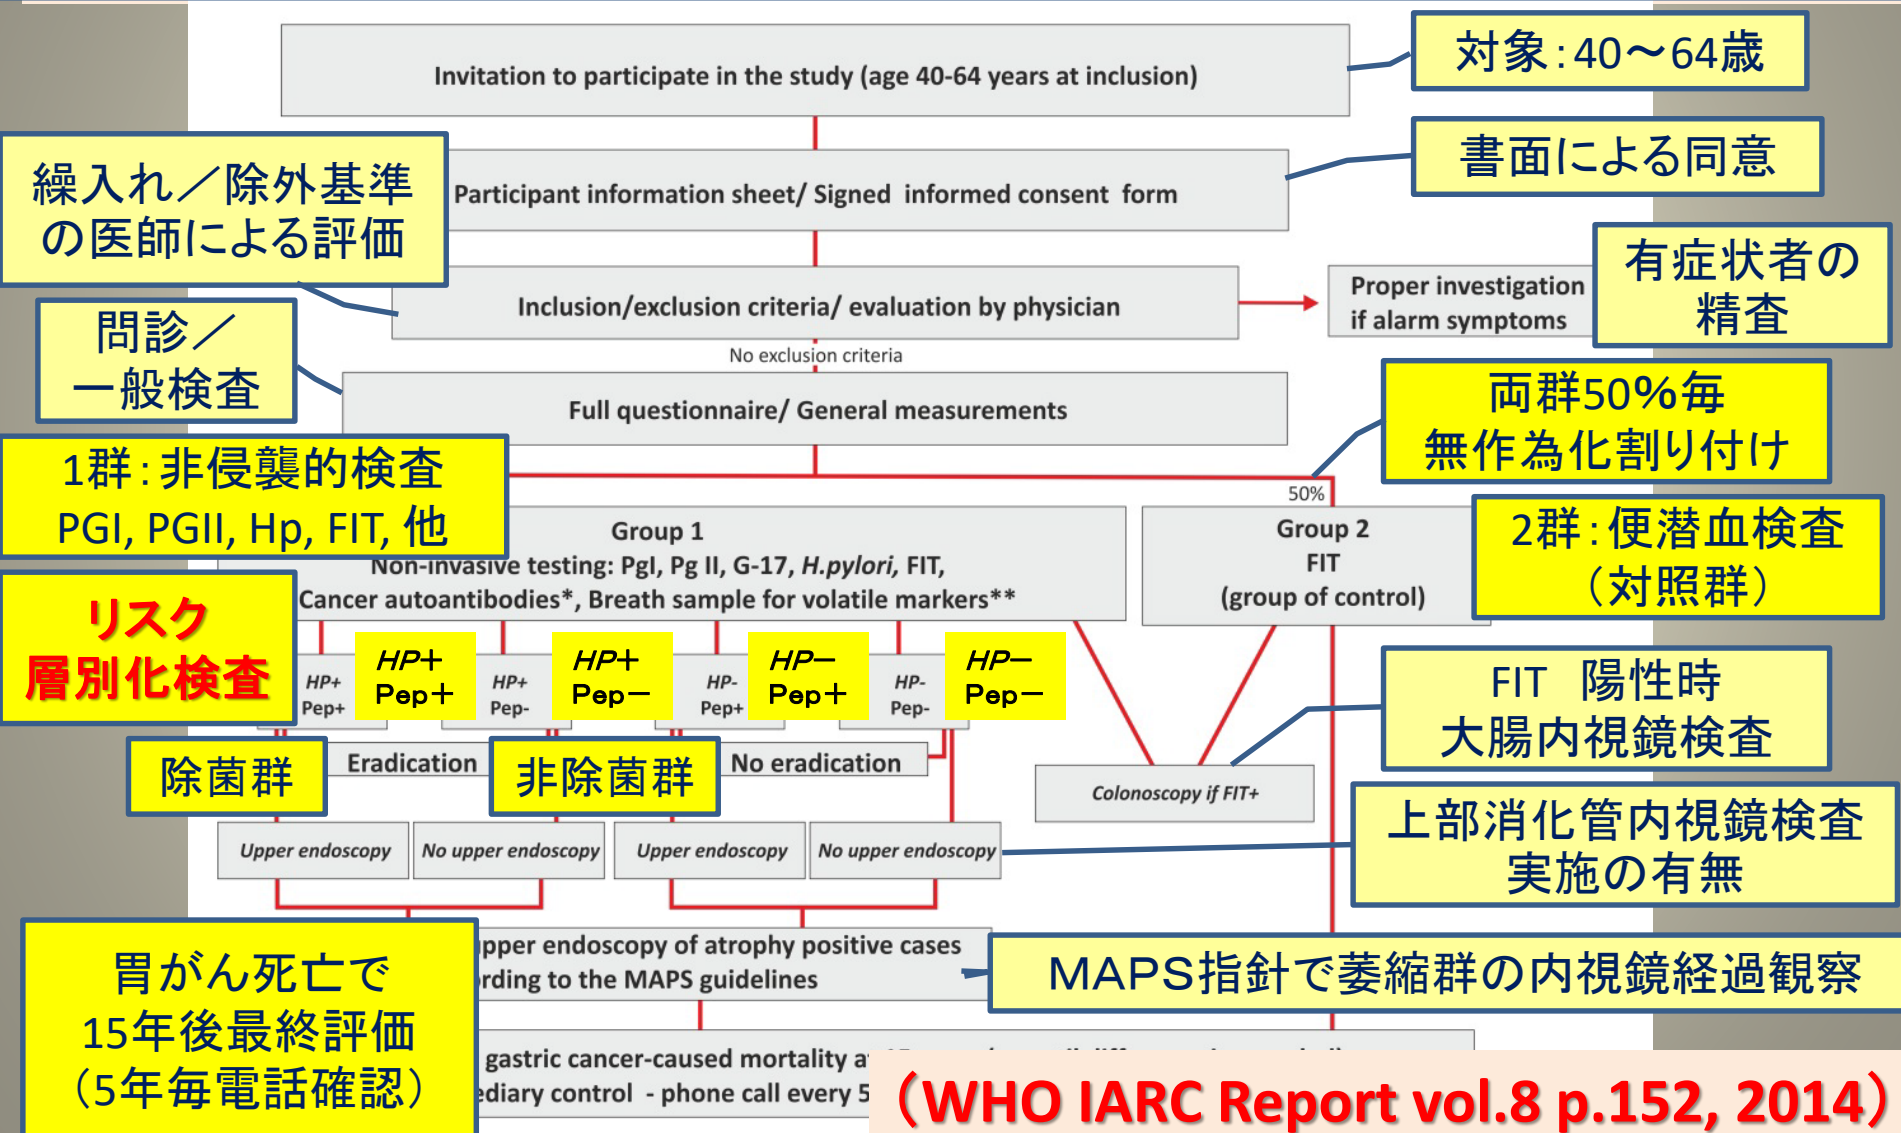 Invitation to participate in the study (age 40-64 years at inclusion)
対象：40〜64歳
Participant information sheet/ Signed informed consent form
書面による同意
繰入れ／除外基準
の医師による評価
Inclusion/exclusion criteria/ evaluation by physician
Proper investigation
if alarm symptoms
有症状者の
精査
No exclusion criteria
問診／
一般検査
Full questionnaire/ General measurements
両群50%毎
無作為化割り付け
50%
1群：非侵襲的検査
PGI, PGII, Hp, FIT, 他
Group 1
Non-invasive testing: PgI, Pg II, G-17, H.pylori, FIT,
Cancer autoantibodies*, Breath sample for volatile markers**
Group 2
FIT
(group of control)
2群：便潜血検査
（対照群）
リスク
層別化検査
HP+
Pep+
HP＋
Pep＋
HP+
Pep-
HP＋
Pep－
HP-
Pep+
HP－
Pep＋
HP-
Pep-
HP－
Pep－
FIT 陽性時
大腸内視鏡検査
除菌群
Eradication
非除菌群
No eradication
Colonoscopy if FIT+
Upper endoscopy
No upper endoscopy
Upper endoscopy
No upper endoscopy
上部消化管内視鏡検査
実施の有無
upper endoscopy of atrophy positive cases
rding to the MAPS guidelines
MAPS指針で萎縮群の内視鏡経過観察
胃がん死亡で
15年後最終評価
（5年毎電話確認）
gastric cancer-caused mortality a
ediary control - phone call every 5
（WHO IARC Report vol.8 p.152, 2014）